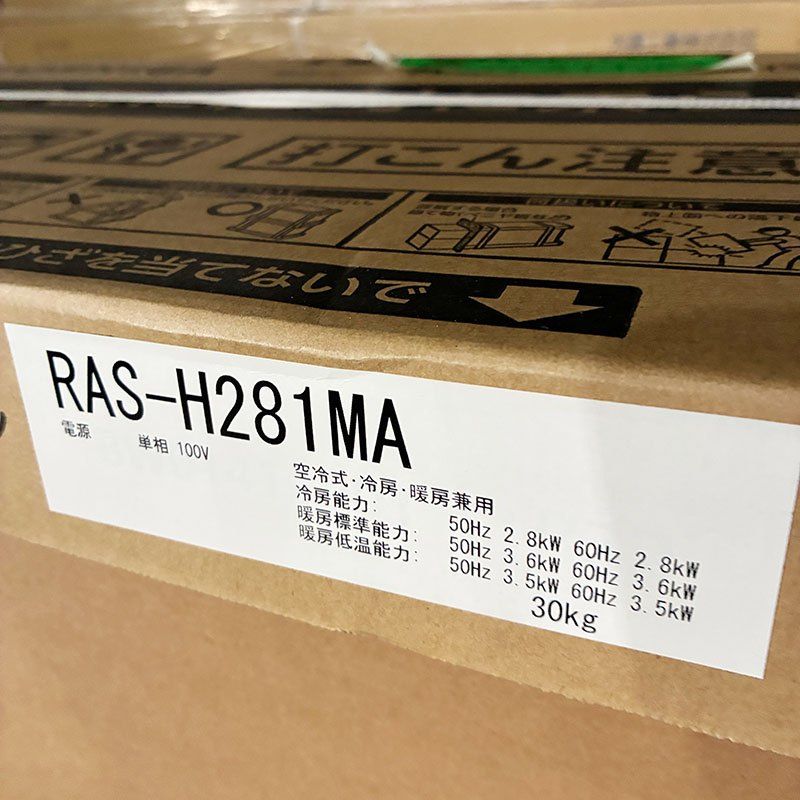 打こん注意
ひざを当てないで
RAS-H281MA
電源 単相 100V
空冷式・冷房・暖房兼用
冷房能力: 50Hz 2.8kW 60Hz 2.8kW
暖房標準能力: 50Hz 3.6kW 60Hz 3.6kW
暖房低温能力: 50Hz 3.5kW 60Hz 3.5kW
30kg